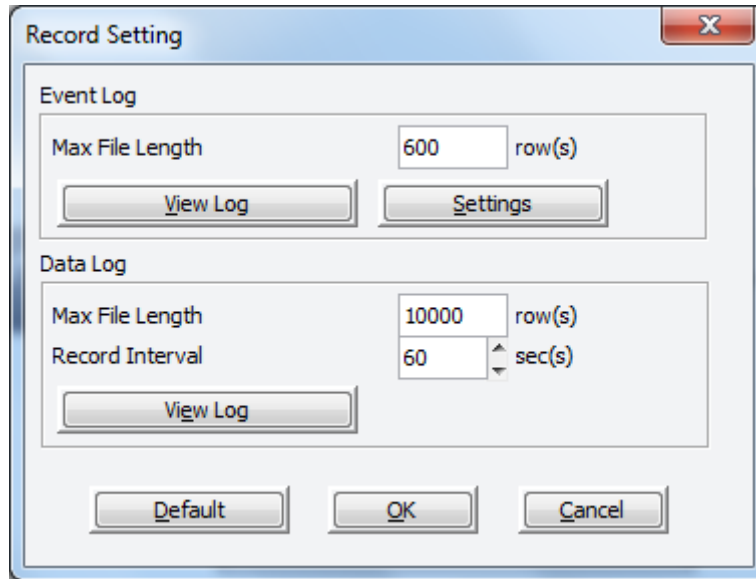 Record Setting
Event Log
Max File Length 600 row(s)
View Log Settings
Data Log
Max File Length 10000 row(s)
Record Interval 60 sec(s)
View Log
Default OK Cancel